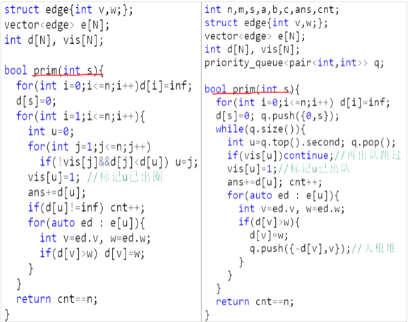 struct edge{int v,w;};
vector<edge> e[N];
int d[N], vis[N];
bool prim(int s){
for(int i=0;i<=n;i++)d[i]=inf;
d[s]=0;
for(int i=1;i<=n;i++){
int u=0;
for(int j=1;j<=n;j++)
if(!vis[j]&&d[j]<d[u]) u=j;
vis[u]=1; //标记u已出圈
ans+=d[u];
if(d[u]!=inf) cnt++;
for(auto ed : e[u]){
int v=ed.v, w=ed.w;
if(d[v]>w) d[v]=w;
}
}
return cnt==n;
}
int n,m,s,a,b,c,ans,cnt;
struct edge{int v,w;};
vector<edge> e[N];
int d[N], vis[N];
priority_queue<pair<int,int>> q;
bool prim(int s){
for(int i=0;i<=n;i++) d[i]=inf;
d[s]=0; q.push({0,s});
while(q.size()){
int u=q.top().second; q.pop();
if(vis[u])continue;//再出队跳过
vis[u]=1;//标记u已出队
ans+=d[u]; cnt++;
for(auto ed : e[u]){
int v=ed.v, w=ed.w;
if(d[v]>w){
d[v]=w;
q.push({-d[v],v});//大根堆
}
}
}
return cnt==n;
}